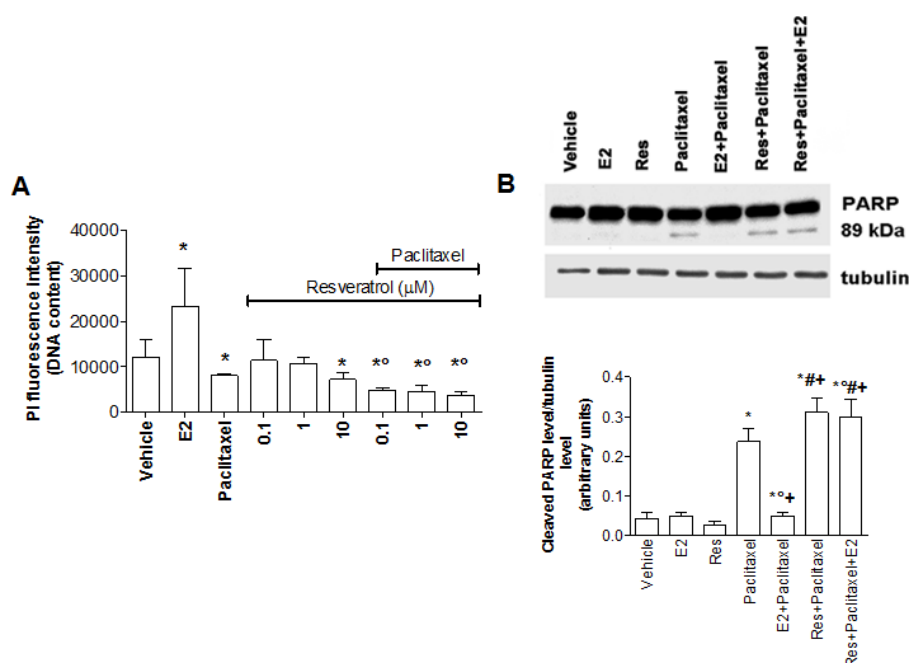 A
PI fluorescence Intensity
(DNA content)
40000
30000
20000
10000
0
*
*
*
*°
*°
*°
Paclitaxel
Resveratrol (μM)
Vehicle
E2
Paclitaxel
0.1
1
10
0.1
1
10
B
Vehicle
E2
Res
Paclitaxel
E2+Paclitaxel
Res+Paclitaxel
Res+Paclitaxel+E2
PARP
89 kDa
tubulin
Cleaved PARP level/tubulin
level
(arbitrary units)
0.4
0.3
0.2
0.1
0.0
*
*°+
*#+
*°#+
Vehicle
E2
Res
Paclitaxel
E2+Paclitaxel
Res+Paclitaxel
Res+Paclitaxel+E2